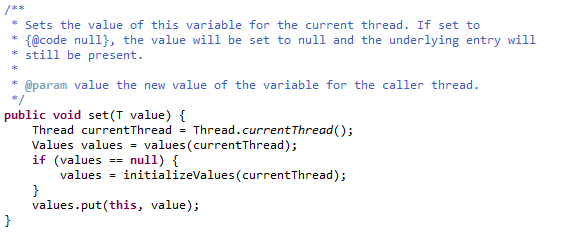 /**
 * Sets the value of this variable for the current thread. If set to
 * {@code null}, the value will be set to null and the underlying entry will
 * still be present.
 *
 * @param value the new value of the variable for the caller thread.
 */
public void set(T value) {
    Thread currentThread = Thread.currentThread();
    Values values = values(currentThread);
    if (values == null) {
        values = initializeValues(currentThread);
    }
    values.put(this, value);
}